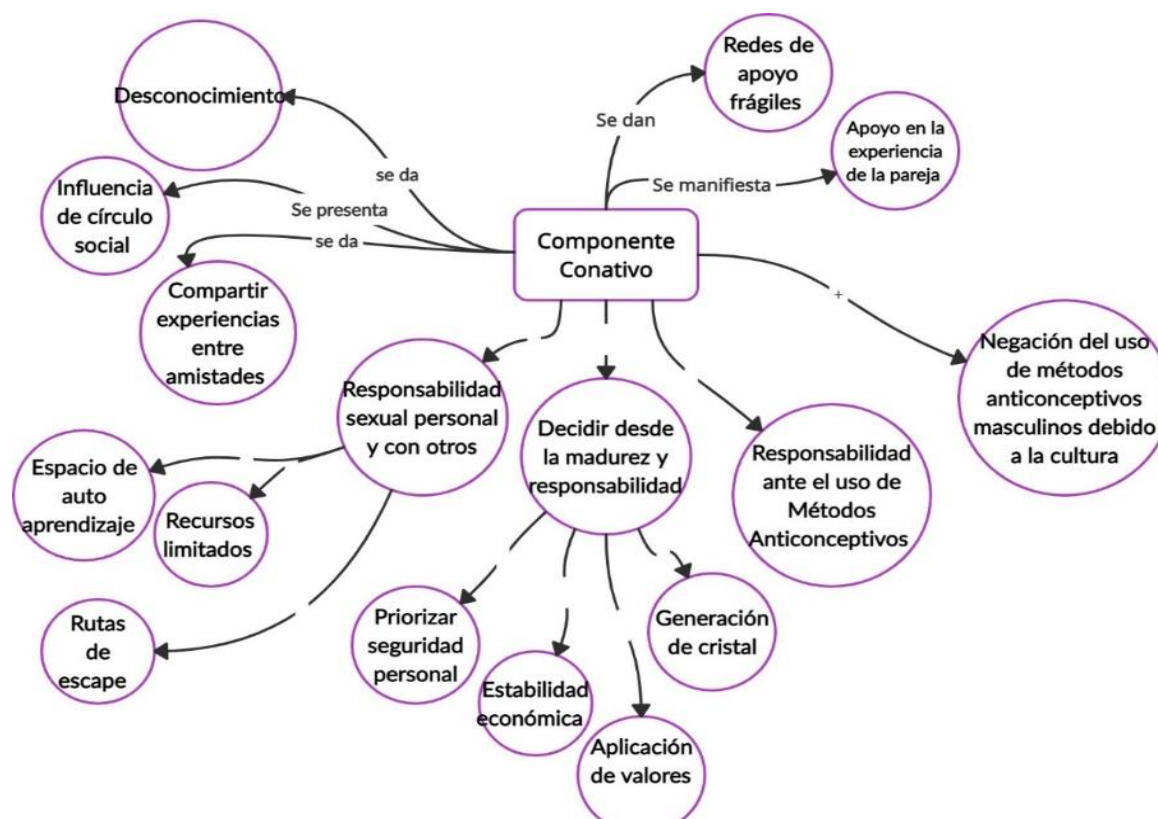 Redes de
apoyo
frágiles
Desconocimiento
Se dan
Apoyo en la
experiencia
de la pareja
se da
Influencia
de círculo
social
Se manifiesta
Se presenta
se da
Componente
Conativo
Compartir
experiencias
entre
amistades
+
Negación del uso
de métodos
anticonceptivos
masculinos debido
a la cultura
Responsabilidad
sexual personal
y con otros
Decidir desde
la madurez y
responsabilidad
Responsabilidad
ante el uso de
Métodos
Anticonceptivos
Espacio de
auto
aprendizaje
Recursos
limitados
Rutas
de
escape
Priorizar
seguridad
personal
Generación
de cristal
Estabilidad
económica
Aplicación
de valores